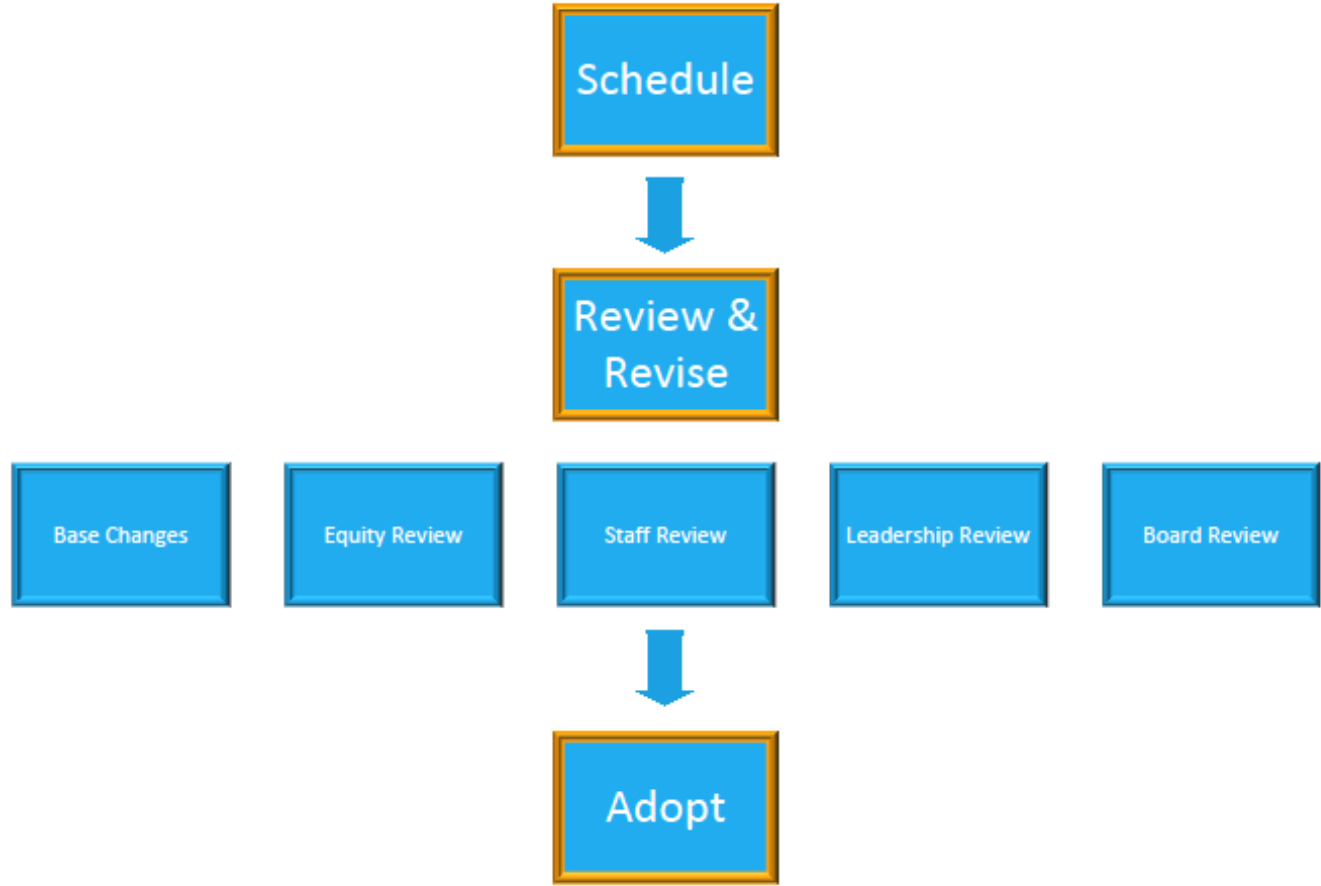 Schedule
Review &
Revise
Base Changes
Equity Review
Staff Review
Leadership Review
Board Review
Adopt